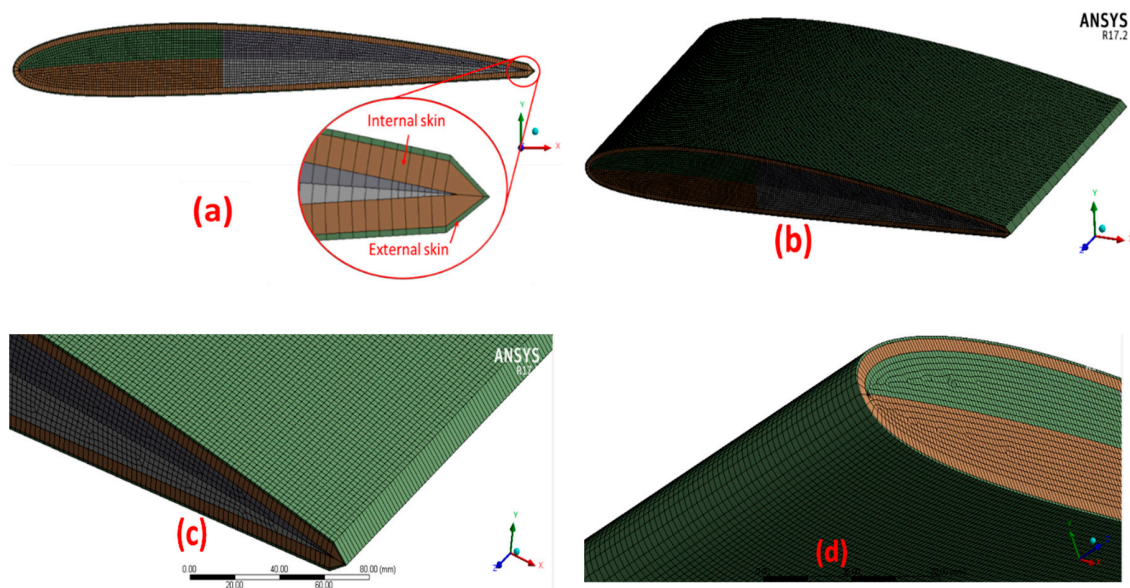 Internal skin
External skin
Y
X
(a)
ANSYS
R17.2
Y
Z
(b)
ANSYS
(c)
0.00 40.00 80.00 (mm)
20.00 60.00
Y
Z
X
(d)